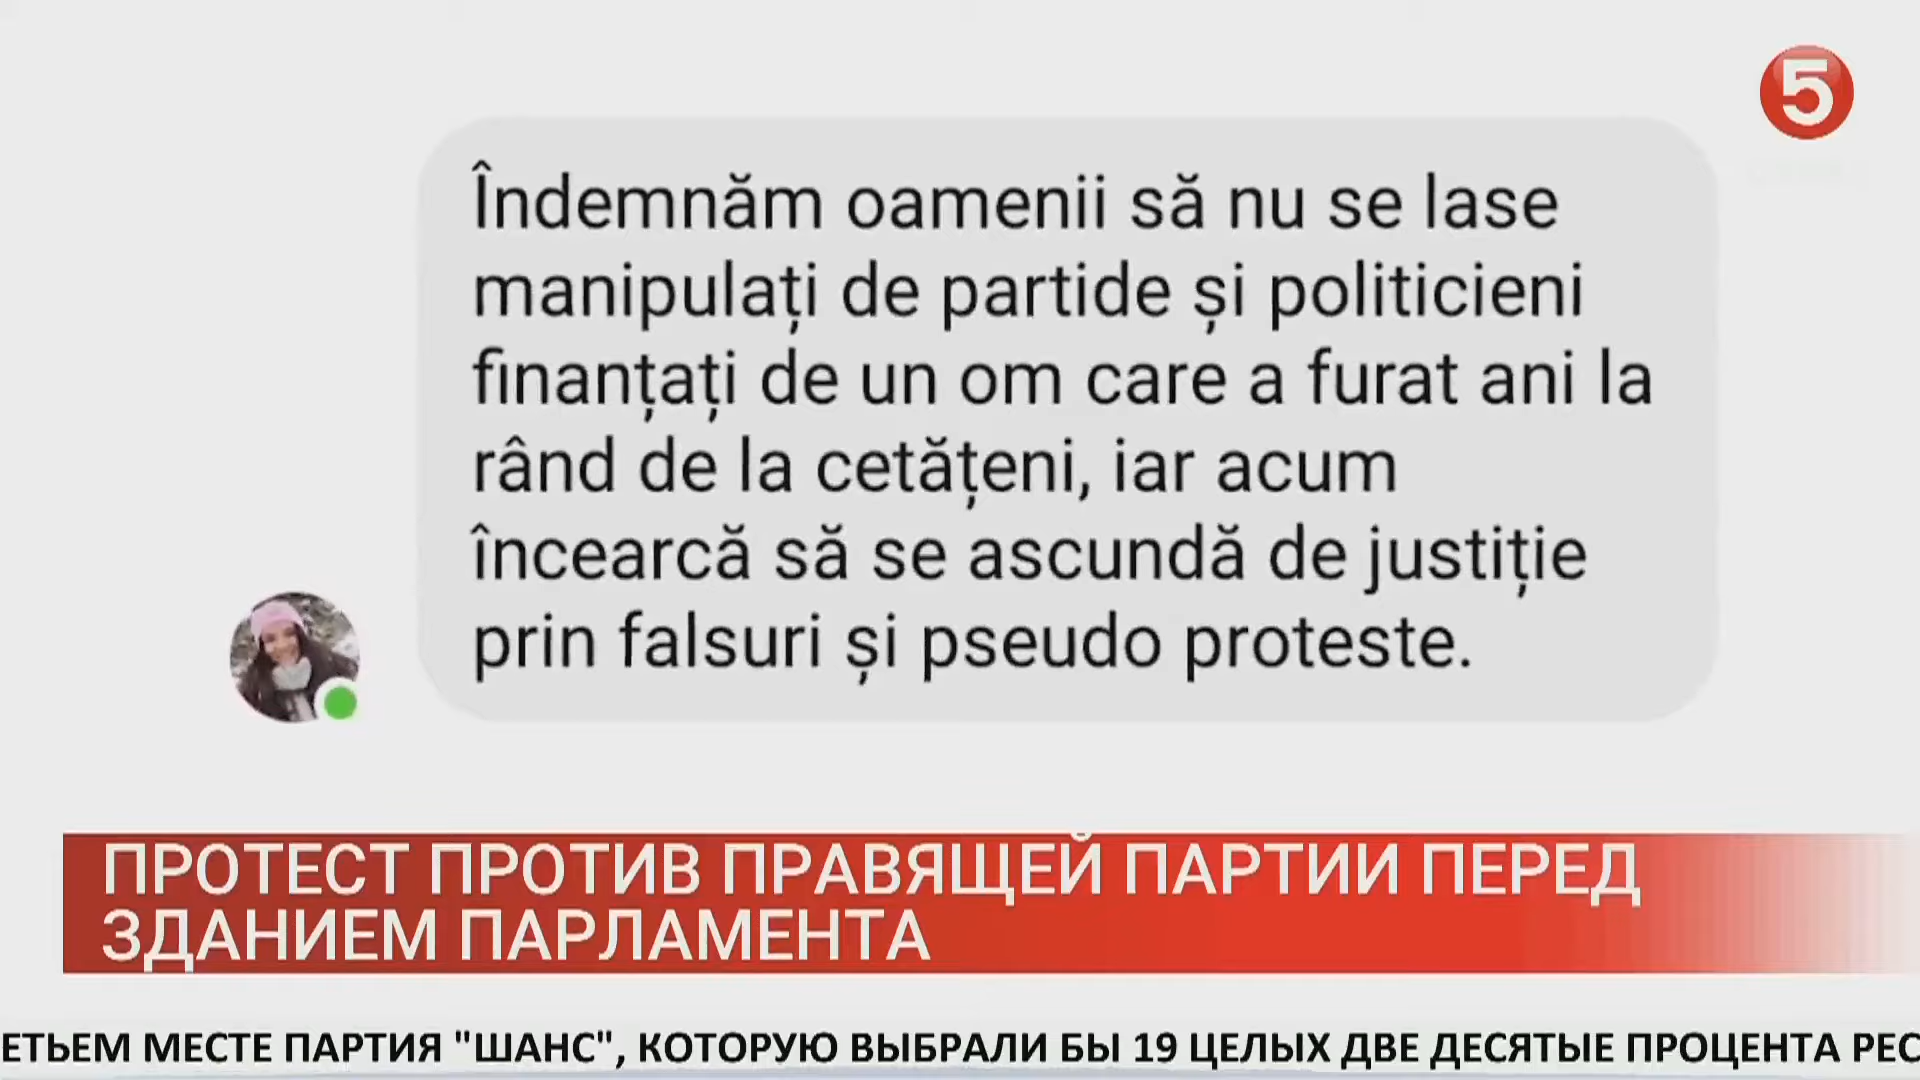 5
Îndemnăm oamenii să nu se lase
manipulați de partide și politicieni
finanțați de un om care a furat ani la
rând de la cetățeni, iar acum
încearcă să se ascundă de justiție
prin falsuri și pseudo proteste.
ПРОТЕСТ ПРОТИВ ПРАВЯЩЕЙ ПАРТИИ ПЕРЕД
ЗДАНИЕМ ПАРЛАМЕНТА
ЕТЬЕМ МЕСТЕ ПАРТИЯ "ШАНС", КОТОРУЮ ВЫБРАЛИ БЫ 19 ЦЕЛЫХ ДВЕ ДЕСЯТЫЕ ПРОЦЕНТА РЕС